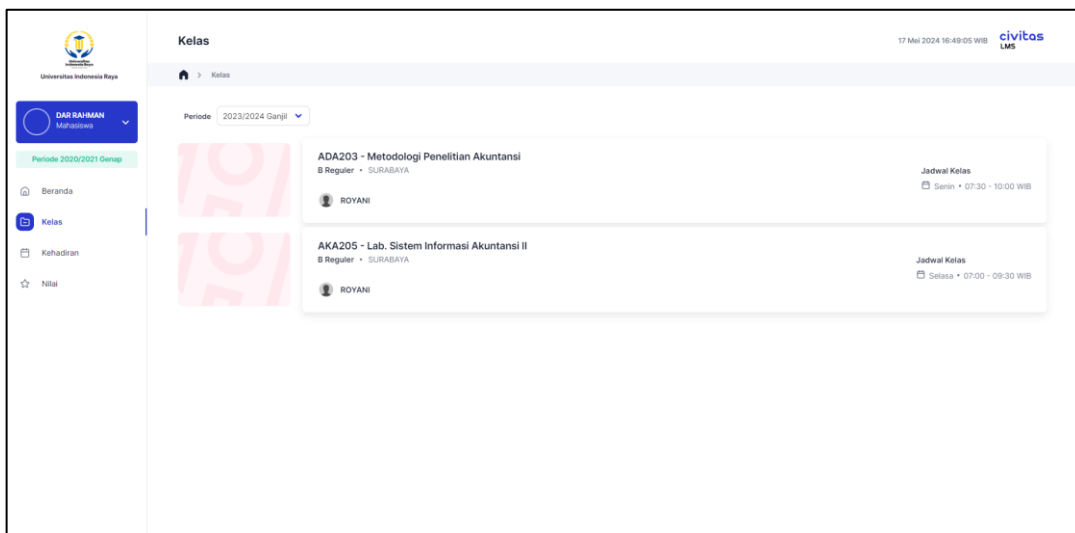 Universitas
Indonesia Raya
Universitas Indonesia Raya
DAR RAHMAN
Mahasiswa
Periode 2020/2021 Genap
Beranda
Kelas
Kehadiran
Nilai
Kelas
17 Mei 2024 16:49:05 WIB
civitas
LMS
> Kelas
Periode 2023/2024 Ganjil
ADA203 - Metodologi Penelitian Akuntansi
B Reguler • SURABAYA
ROYANI
Jadwal Kelas
Senin • 07:30 - 10:00 WIB
AKA205 - Lab. Sistem Informasi Akuntansi II
B Reguler • SURABAYA
ROYANI
Jadwal Kelas
Selasa • 07:00 - 09:30 WIB